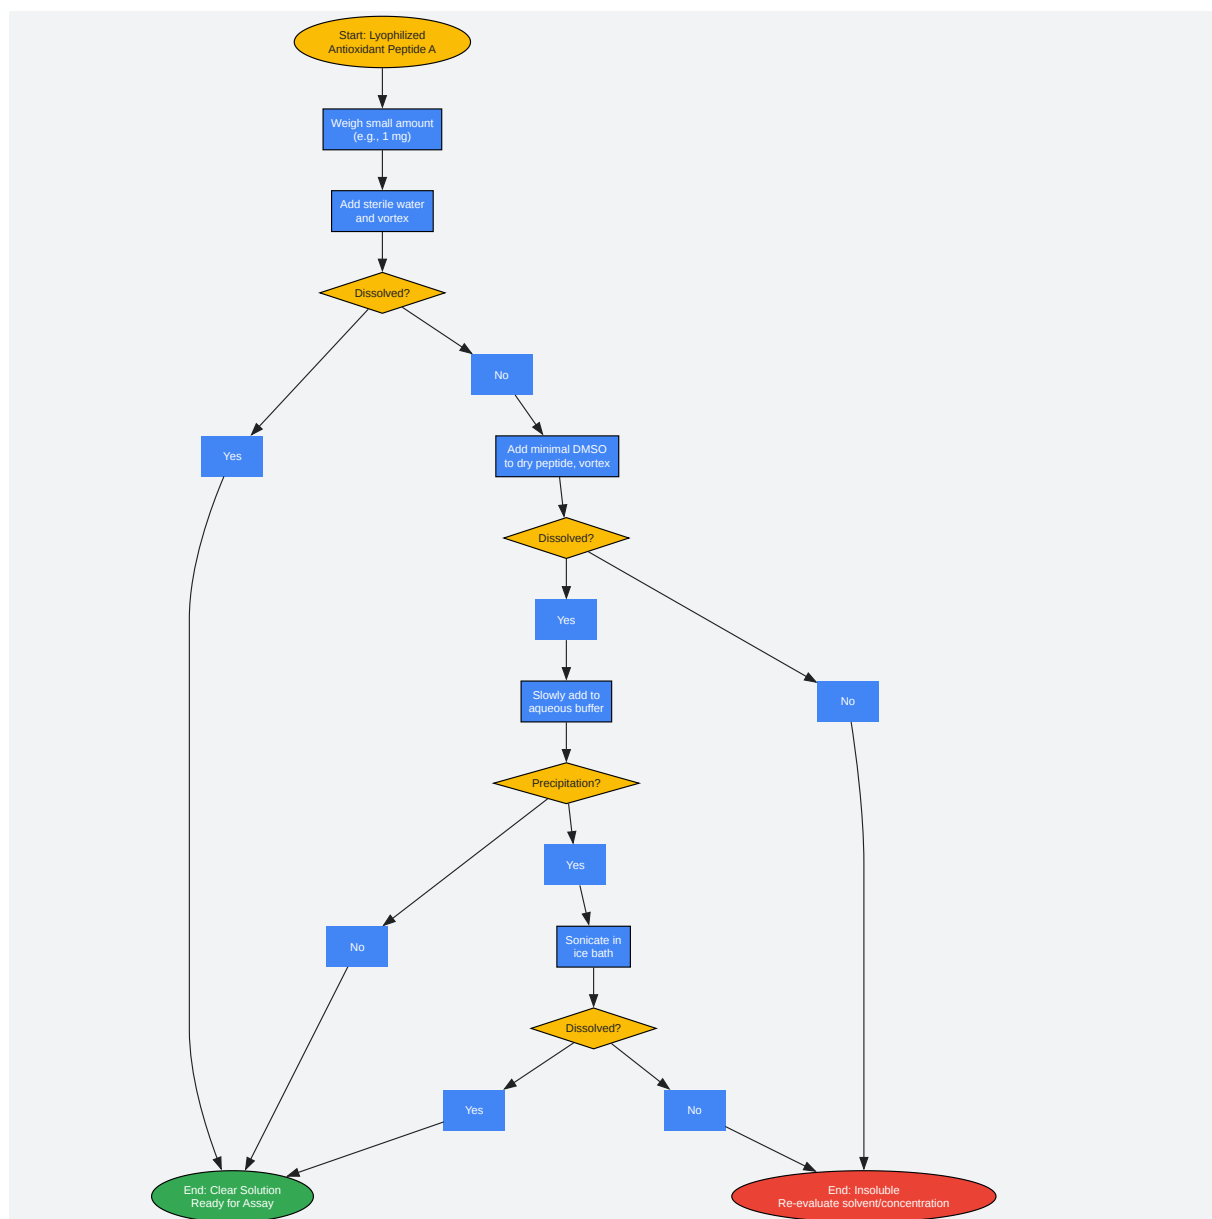 Start: Lyophilized
Antioxidant Peptide A
Weigh small amount
(e.g., 1 mg)
Add sterile water
and vortex
Dissolved?
No
Yes
Add minimal DMSO
to dry peptide, vortex
Dissolved?
Yes
Slowly add to
aqueous buffer
No
Precipitation?
Yes
No
Sonicate in
ice bath
Dissolved?
Yes
No
End: Clear Solution
Ready for Assay
End: Insoluble
Re-evaluate solvent/concentration